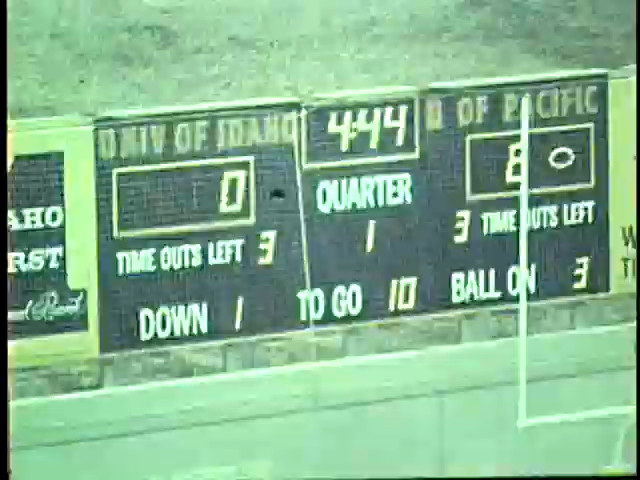 UNIV OF IDAHO 4:44 U OF PACIFIC
0 QUARTER
TIME OUTS LEFT 3 1 3 TIME OUTS LEFT
DOWN 1 TO GO 10 BALL ON 3
AHO
RST